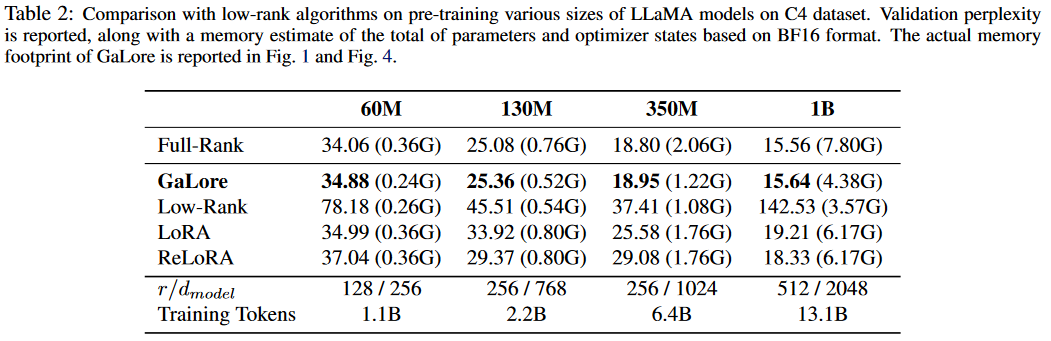 Table 2: Comparison with low-rank algorithms on pre-training various sizes of LLaMA models on C4 dataset. Validation perplexity
is reported, along with a memory estimate of the total of parameters and optimizer states based on BF16 format. The actual memory
footprint of GaLore is reported in Fig. 1 and Fig. 4.
60M 130M 350M 1B
Full-Rank 34.06 (0.36G) 25.08 (0.76G) 18.80 (2.06G) 15.56 (7.80G)
GaLore 34.88 (0.24G) 25.36 (0.52G) 18.95 (1.22G) 15.64 (4.38G)
Low-Rank 78.18 (0.26G) 45.51 (0.54G) 37.41 (1.08G) 142.53 (3.57G)
LoRA 34.99 (0.36G) 33.92 (0.80G) 25.58 (1.76G) 19.21 (6.17G)
ReLoRA 37.04 (0.36G) 29.37 (0.80G) 29.08 (1.76G) 18.33 (6.17G)
r/d_model 128 / 256 256 / 768 256 / 1024 512 / 2048
Training Tokens 1.1B 2.2B 6.4B 13.1B